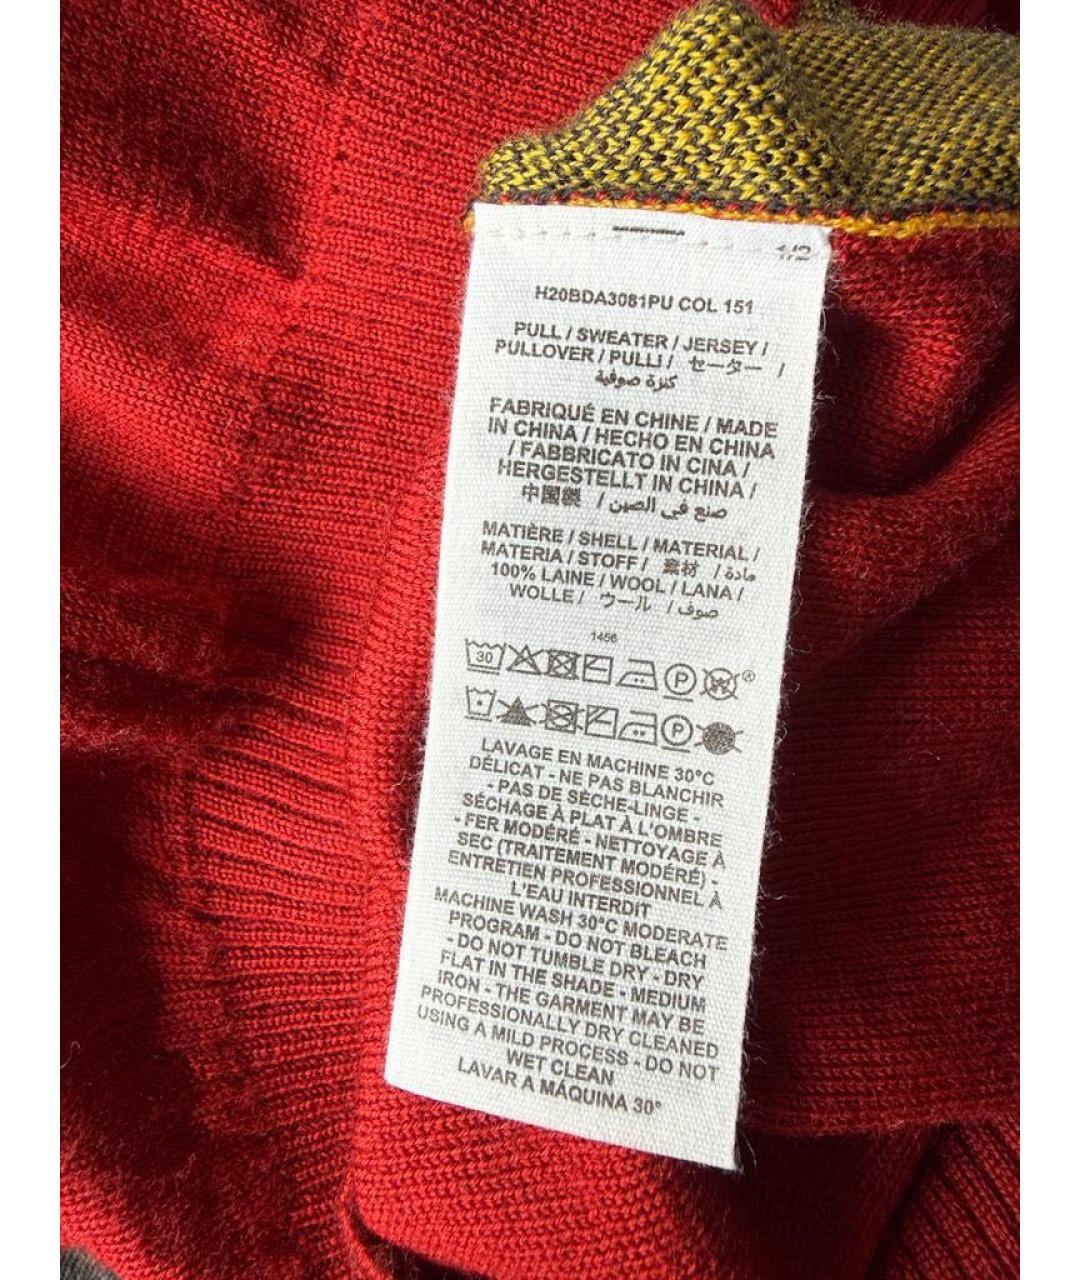 1/2
H20BDA3081PU COL 151
PULL / SWEATER / JERSEY /
PULLOVER / PULLI / セーター /
كنزة صوفية
FABRIQUÉ EN CHINE / MADE
IN CHINA / HECHO EN CHINA
/ FABBRICATO IN CINA /
HERGESTELLT IN CHINA /
中国製 / صنع في الصين
MATIÈRE / SHELL / MATERIAL /
MATERIA / STOFF / 素材 / مادة /
100% LAINE / WOOL / LANA /
WOLLE / ウール / صوف /
1456
30 P W ®
P
LAVAGE EN MACHINE 30°C
DÉLICAT - NE PAS BLANCHIR
- PAS DE SÈCHE-LINGE -
SÉCHAGE À PLAT À L'OMBRE
- FER MODÉRÉ - NETTOYAGE À
SEC (TRAITEMENT MODÉRÉ) -
ENTRETIEN PROFESSIONNEL À
L'EAU INTERDIT
MACHINE WASH 30°C MODERATE
PROGRAM - DO NOT BLEACH
- DO NOT TUMBLE DRY - DRY
FLAT IN THE SHADE - MEDIUM
IRON - THE GARMENT MAY BE
PROFESSIONALLY DRY CLEANED
USING A MILD PROCESS - DO NOT
WET CLEAN
LAVAR A MÁQUINA 30°